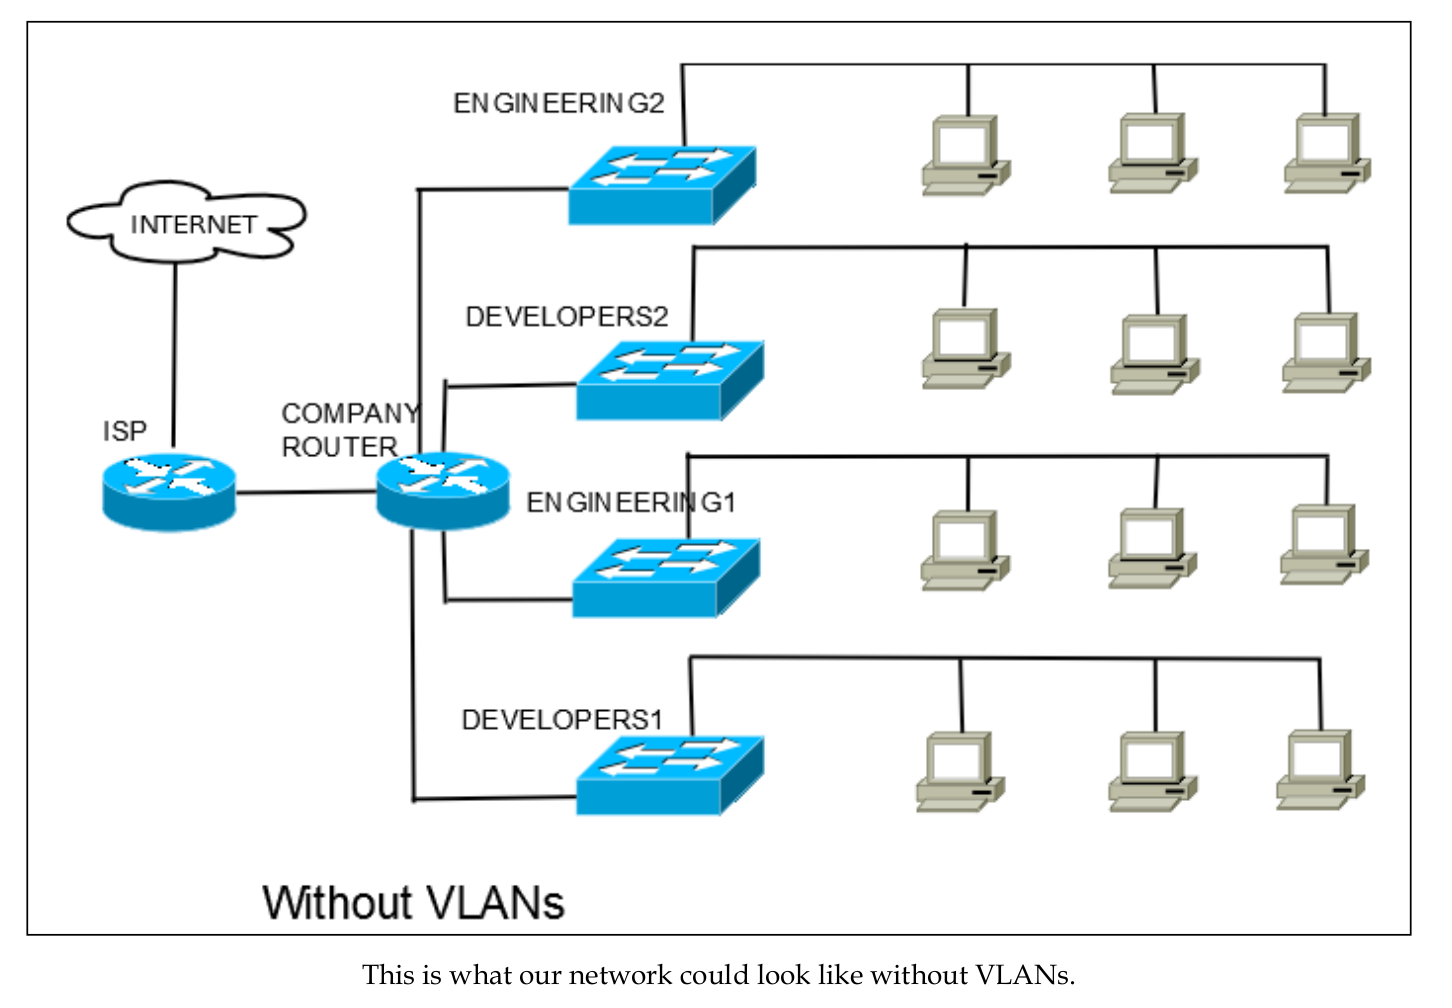 ENGINEERING2
INTERNET
DEVELOPERS2
COMPANY
ROUTER
ISP
ENGINEERING1
DEVELOPERS1
Without VLANs
This is what our network could look like without VLANs.